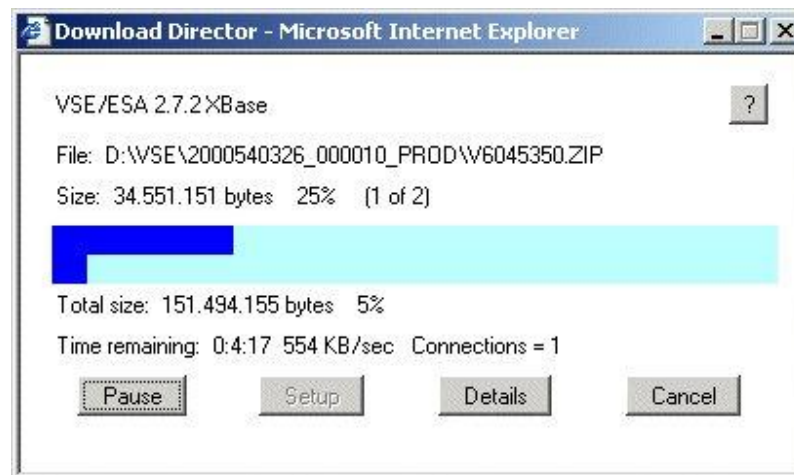 Download Director - Microsoft Internet Explorer
VSE/ESA 2.7.2 XBase ?
File: D:\VSE\2000540326_000010_PROD\V6045350.ZIP
Size: 34.551.151 bytes 25% (1 of 2)
Total size: 151.494.155 bytes 5%
Time remaining: 0:4:17 554 KB/sec Connections = 1
Pause Setup Details Cancel